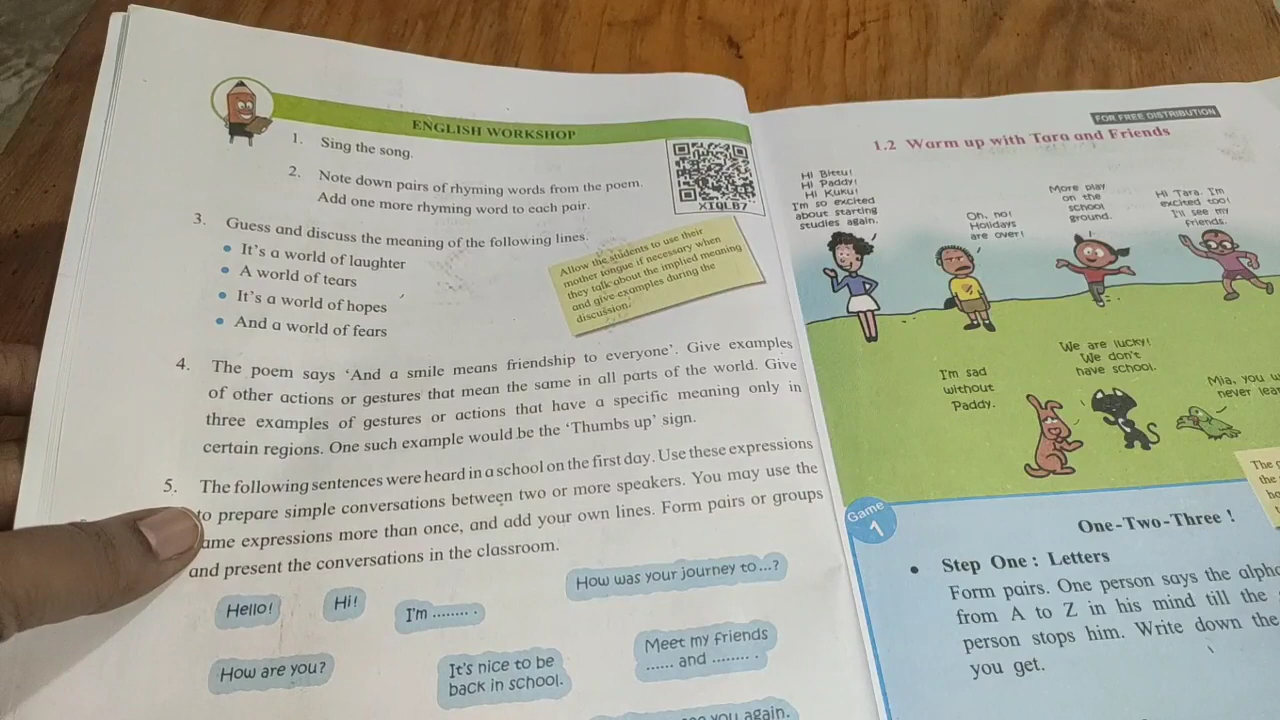 ENGLISH WORKSHOP
1. Sing the song.
2. Note down pairs of rhyming words from the poem.
Add one more rhyming word to each pair.
XIQLB7
3. Guess and discuss the meaning of the following lines.
• It's a world of laughter
• A world of tears
• It's a world of hopes
• And a world of fears
Allow the students to use their
mother tongue if necessary when
they talk about the implied meaning
and give examples during the
discussion.
4. The poem says 'And a smile means friendship to everyone'. Give examples
of other actions or gestures that mean the same in all parts of the world. Give
three examples of gestures or actions that have a specific meaning only in
certain regions. One such example would be the 'Thumbs up' sign.
5. The following sentences were heard in a school on the first day. Use these expressions
to prepare simple conversations between two or more speakers. You may use the
ame expressions more than once, and add your own lines. Form pairs or groups
and present the conversations in the classroom.
Hello!
Hi!
I'm ........ .
How was your journey to...?
How are you?
It's nice to be
back in school.
Meet my friends
...... and ........ .
you again.
FOR FREE DISTRIBUTION
1.2 Warm up with Tara and Friends
Hi Bittu!
Hi Paddy!
Hi Kuku!
I'm so excited
about starting
studies again.
Oh, no!
Holidays
are over!
More play
on the
school
ground.
Hi Tara. I'm
excited too!
I'll see my
friends.
I'm sad
without
Paddy.
We are lucky!
We don't
have school.
Mia, you
never
The
the
Game
1
One-Two-Three !
• Step One : Letters
Form pairs. One person says the
from A to Z in his mind till the
person stops him. Write down the
you get.